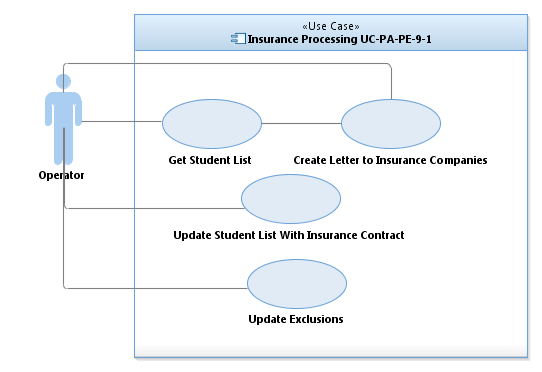 «Use Case»
Insurance Processing UC-PA-PE-9-1
Get Student List
Create Letter to Insurance Companies
Operator
Update Student List With Insurance Contract
Update Exclusions